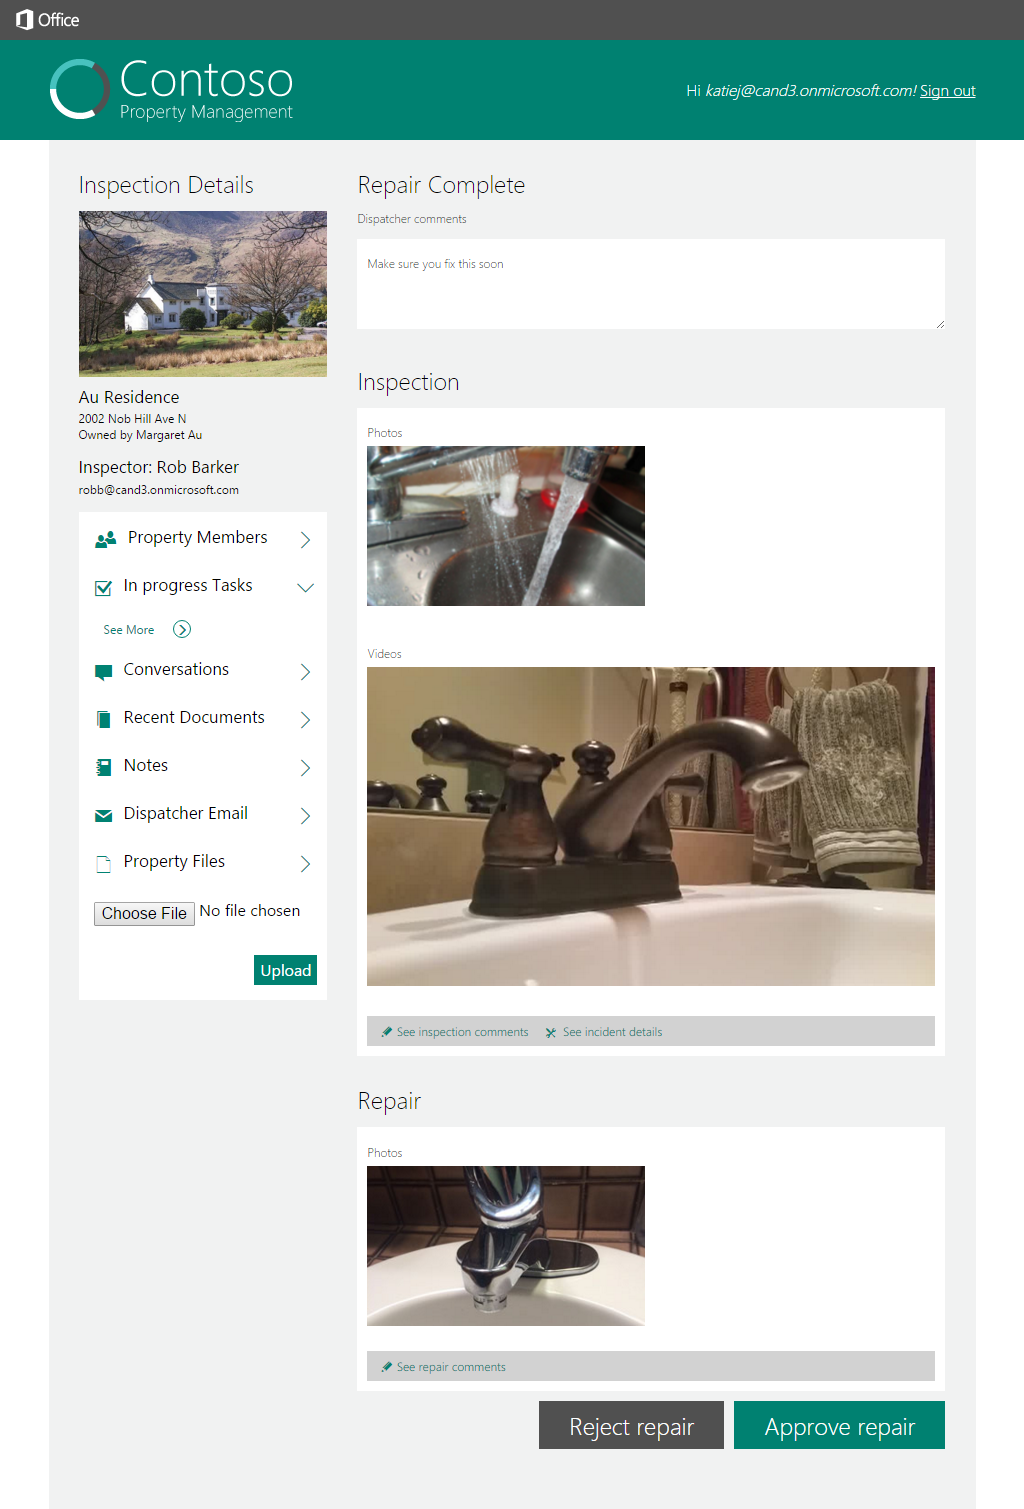 Office
Contoso
Property Management
Hi katiej@cand3.onmicrosoft.com! Sign out
Inspection Details
Au Residence
2002 Nob Hill Ave N
Owned by Margaret Au
Inspector: Rob Barker
robb@cand3.onmicrosoft.com
Property Members
In progress Tasks
See More
Conversations
Recent Documents
Notes
Dispatcher Email
Property Files
Choose File No file chosen
Upload
Repair Complete
Dispatcher comments
Make sure you fix this soon
Inspection
Photos
Videos
See inspection comments See incident details
Repair
Photos
See repair comments
Reject repair Approve repair